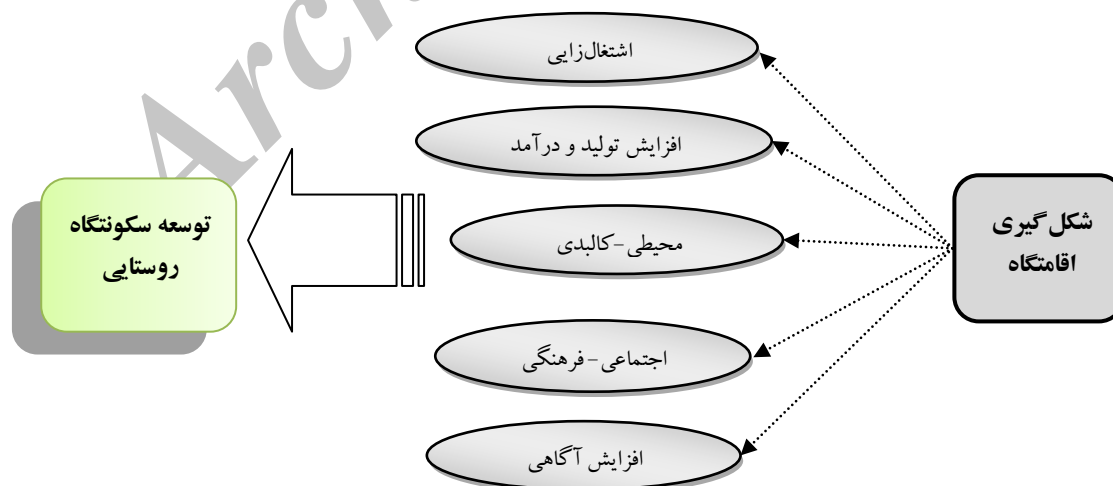 شکل گیری
اقامتگاه
اشتغال‌زایی
افزایش تولید و درآمد
محیطی-کالبدی
اجتماعی-فرهنگی
افزایش آگاهی
توسعه سکونتگاه
روستایی